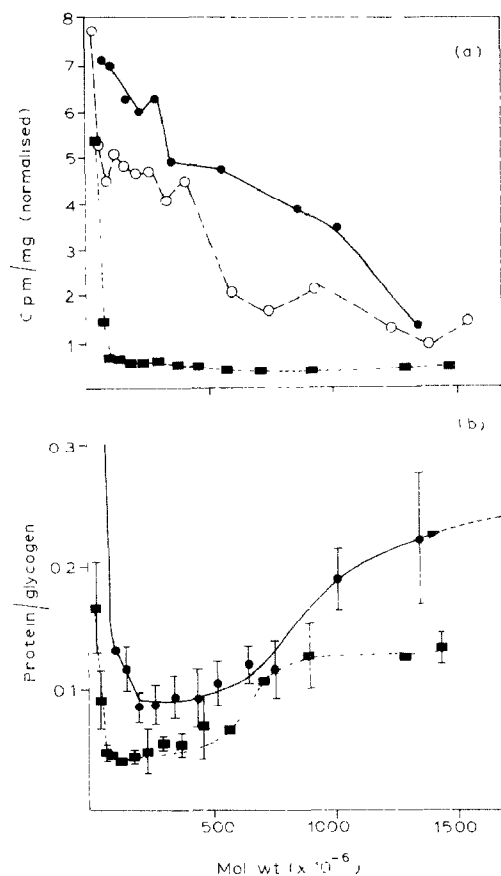 8
(a)
7
6
5
4
3
2
1
Cpm/mg (normalised)
(b)
0.3
0.2
0.1
Protein/glycogen
500
1000
1500
Mol wt (x 10⁻⁶)